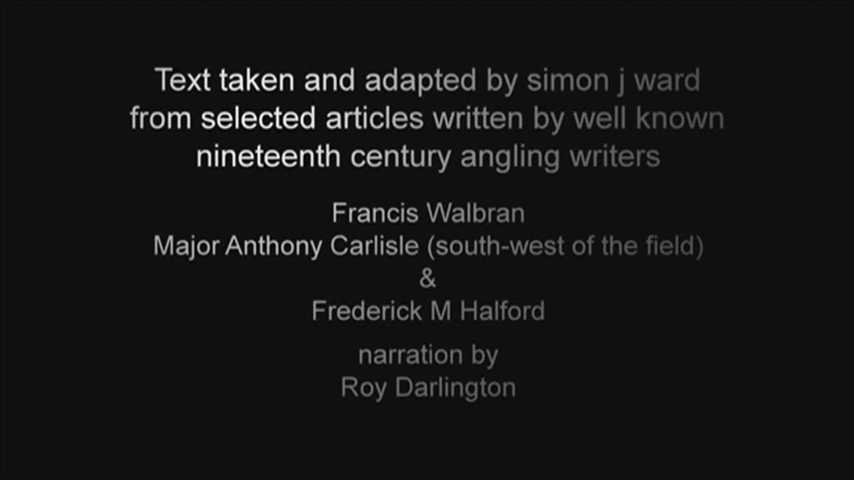 Text taken and adapted by simon j ward
from selected articles written by well known
nineteenth century angling writers
Francis Walbran
Major Anthony Carlisle (south-west of the field)
&
Frederick M Halford
narration by
Roy Darlington